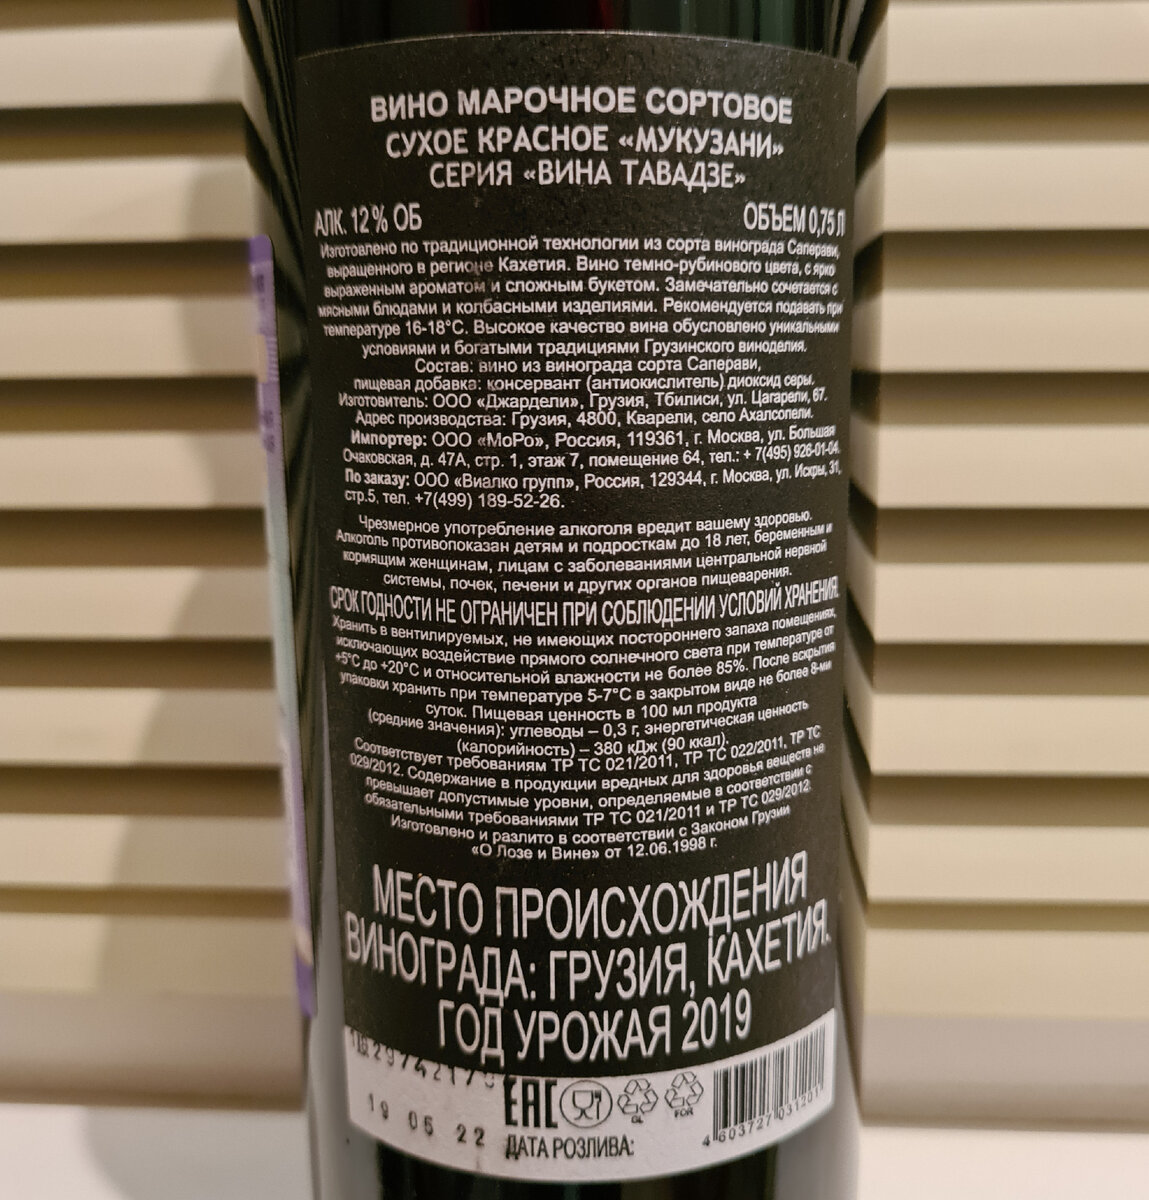 ВИНО МАРОЧНОЕ СОРТОВОЕ
СУХОЕ КРАСНОЕ «МУКУЗАНИ»
СЕРИЯ «ВИНА ТАВАДЗЕ»
АЛК. 12 % ОБ ОБЪЕМ 0,75 Л
Изготовлено по традиционной технологии из сорта винограда Саперави,
выращенного в регионе Кахетия. Вино темно-рубинового цвета, с ярко
выраженным ароматом и сложным букетом. Замечательно сочетается с
мясными блюдами и колбасными изделиями. Рекомендуется подавать при
температуре 16-18°С. Высокое качество вина обусловлено уникальными
условиями и богатыми традициями Грузинского виноделия.
Состав: вино из винограда сорта Саперави,
пищевая добавка: консервант (антиокислитель) диоксид серы.
Изготовитель: ООО «Джардели», Грузия, Тбилиси, ул. Цагарели, 67.
Адрес производства: Грузия, 4800, Кварели, село Ахалсопели.
Импортер: ООО «МоРо», Россия, 119361, г. Москва, ул. Большая
Очаковская, д. 47А, стр. 1, этаж 7, помещение 64, тел.: + 7(495) 926-01-04.
По заказу: ООО «Виалко групп», Россия, 129344, г. Москва, ул. Искры, 31,
стр.5, тел. +7(499) 189-52-26.
Чрезмерное употребление алкоголя вредит вашему здоровью.
Алкоголь противопоказан детям и подросткам до 18 лет, беременным и
кормящим женщинам, лицам с заболеваниями центральной нервной
системы, почек, печени и других органов пищеварения.
СРОК ГОДНОСТИ НЕ ОГРАНИЧЕН ПРИ СОБЛЮДЕНИИ УСЛОВИЙ ХРАНЕНИЯ.
Хранить в вентилируемых, не имеющих постороннего запаха помещениях,
исключающих воздействие прямого солнечного света при температуре от
+5°С до +20°С и относительной влажности не более 85%. После вскрытия
упаковки хранить при температуре 5-7°С в закрытом виде не более 8-ми
суток. Пищевая ценность в 100 мл продукта
(средние значения): углеводы – 0,3 г, энергетическая ценность
(калорийность) – 380 кДж (90 ккал).
Соответствует требованиям ТР ТС 021/2011, ТР ТС 022/2011, ТР ТС
029/2012. Содержание в продукции вредных для здоровья веществ не
превышает допустимые уровни, определяемые в соответствии с
обязательными требованиями ТР ТС 021/2011 и ТР ТС 029/2012.
Изготовлено и разлито в соответствии с Законом Грузии
«О Лозе и Вине» от 12.06.1998 г.
МЕСТО ПРОИСХОЖДЕНИЯ
ВИНОГРАДА: ГРУЗИЯ, КАХЕТИЯ.
ГОД УРОЖАЯ 2019
EAC
GL
FOR
19 05 22
ДАТА РОЗЛИВА:
4 603727 031201